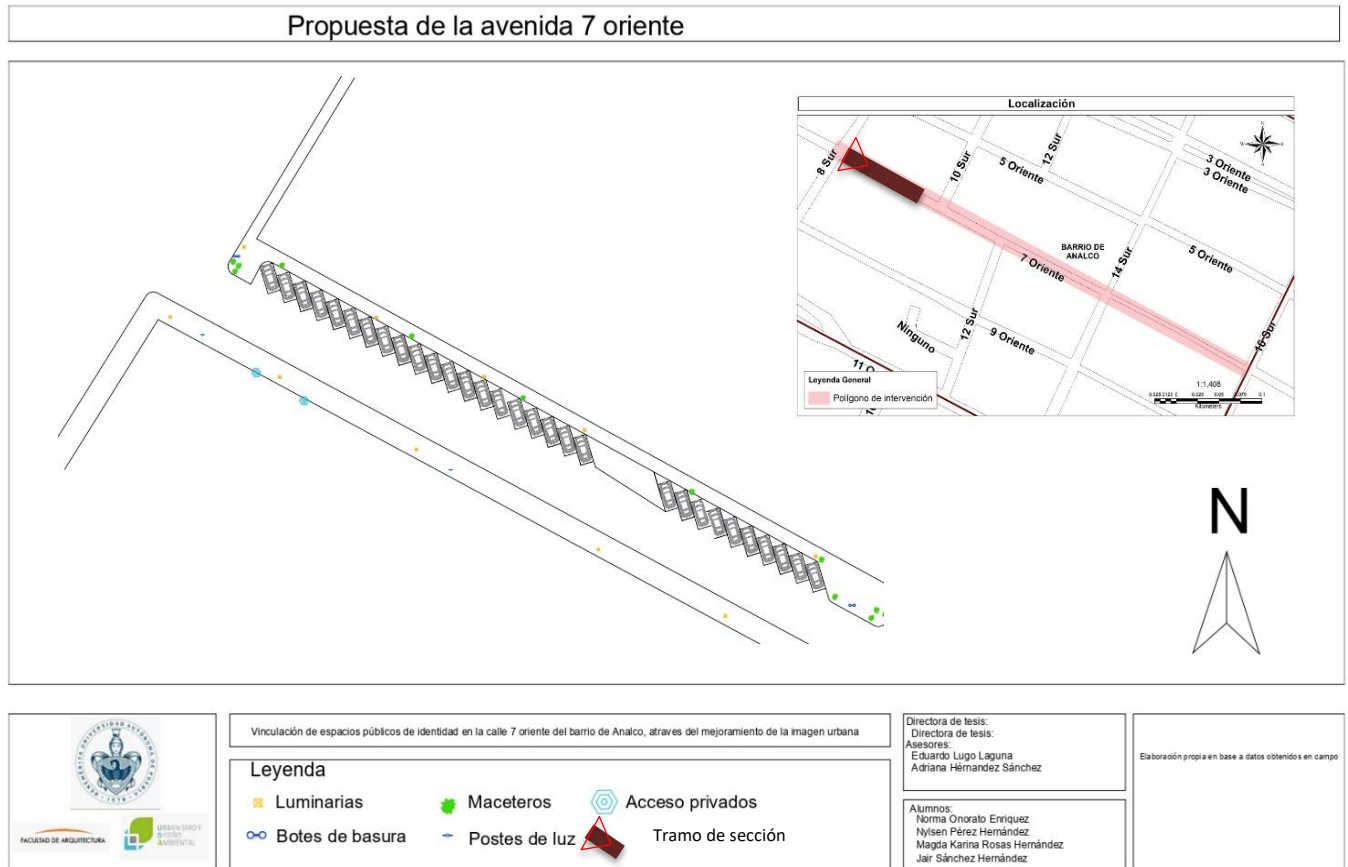 Propuesta de la avenida 7 oriente
Localización
8 Sur
10 Sur
12 Sur
5 Oriente
3 Oriente
3 Oriente
BARRIO DE
ANALCO
7 Oriente
14 Sur
5 Oriente
Ninguno
12 Sur
9 Oriente
16 Sur
Leyenda General
Polígono de intervención
1:1,408
Kilometers
N
Vinculación de espacios públicos de identidad en la calle 7 oriente del barrio de Analco, atraves del mejoramiento de la imagen urbana
Leyenda
Luminarias
Maceteros
Acceso privados
Botes de basura
Postes de luz
Tramo de sección
Directora de tesis:
Directora de tesis:
Asesores:
Eduardo Lugo Laguna
Adriana Hérnandez Sánchez
Alumnos:
Norma Onorato Enriquez
Nylsen Pérez Hernández
Magda Karina Rosas Hernández
Jair Sánchez Hernández
Elaboración propia en base a datos obtenidos en campo
FACULTAD DE ARQUITECTURA
URBANISMO Y
DISEÑO
AMBIENTAL